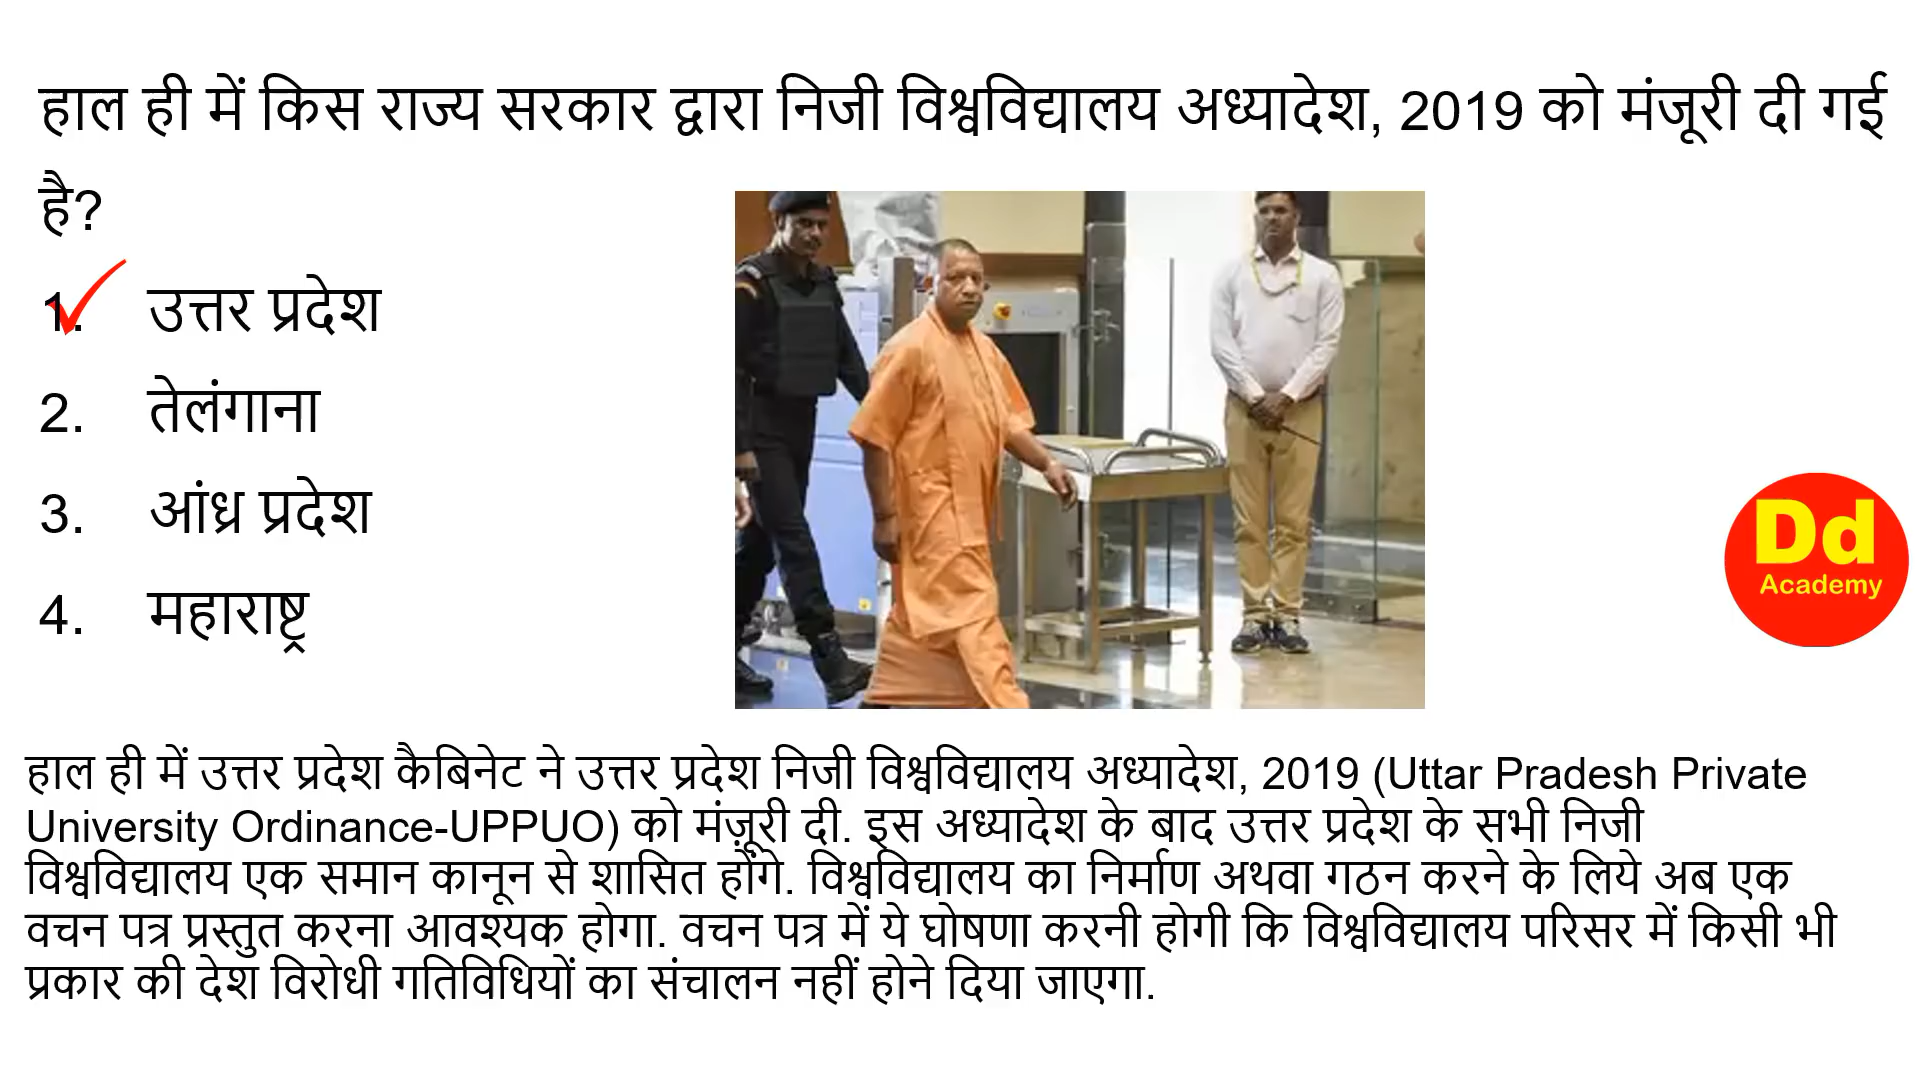 हाल ही में किस राज्य सरकार द्वारा निजी विश्वविद्यालय अध्यादेश, 2019 को मंजूरी दी गई
है?
1. उत्तर प्रदेश
2. तेलंगाना
3. आंध्र प्रदेश
4. महाराष्ट्र
Dd
Academy
हाल ही में उत्तर प्रदेश कैबिनेट ने उत्तर प्रदेश निजी विश्वविद्यालय अध्यादेश, 2019 (Uttar Pradesh Private
University Ordinance-UPPUO) को मंज़ूरी दी. इस अध्यादेश के बाद उत्तर प्रदेश के सभी निजी
विश्वविद्यालय एक समान कानून से शासित होंगे. विश्वविद्यालय का निर्माण अथवा गठन करने के लिये अब एक
वचन पत्र प्रस्तुत करना आवश्यक होगा. वचन पत्र में ये घोषणा करनी होगी कि विश्वविद्यालय परिसर में किसी भी
प्रकार की देश विरोधी गतिविधियों का संचालन नहीं होने दिया जाएगा.